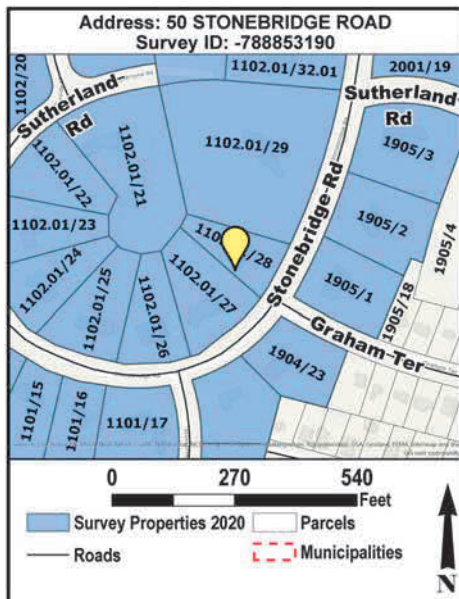 Address: 50 STONEBRIDGE ROAD
Survey ID: -788853190
1102/20
1102.01/32.01
2001/19
Sutherland
Rd
Sutherland
Rd
1102.01/29
1905/3
1102.01/22
1102.01/21
1102.01/23
1905/2
1905/4
1102.01/24
1102.01/25
1102.01/26
1102.01/27
Stonebridge Rd
1905/1
1905/18
Graham Ter
1904/23
1101/15
1101/16
1101/17
0 270 540
Feet
Survey Properties 2020
Parcels
Roads
Municipalities
N